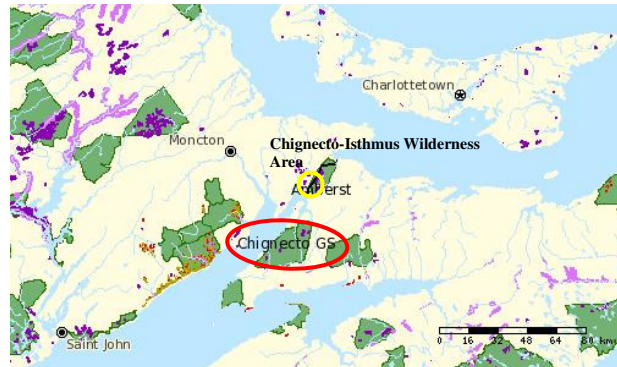 Charlottetown
Moncton
Chignecto-Isthmus Wilderness
Area
Amherst
Chignecto GS
Saint John
0 16 32 48 64 80 km